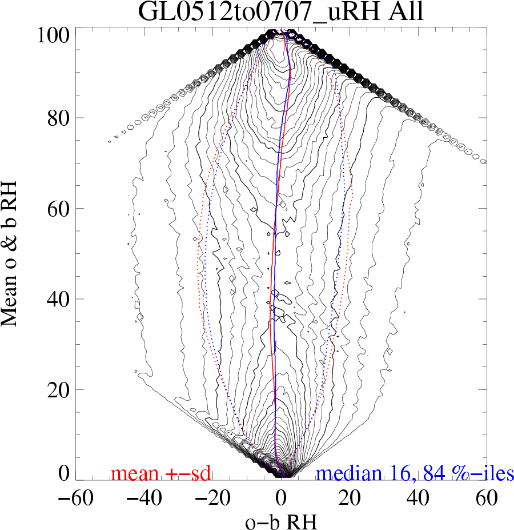 GL0512to0707_uRH All
100
80
60
40
20
0
Mean o & b RH
mean +-sd
median 16, 84 %-iles
-60 -40 -20 0 20 40 60
o-b RH